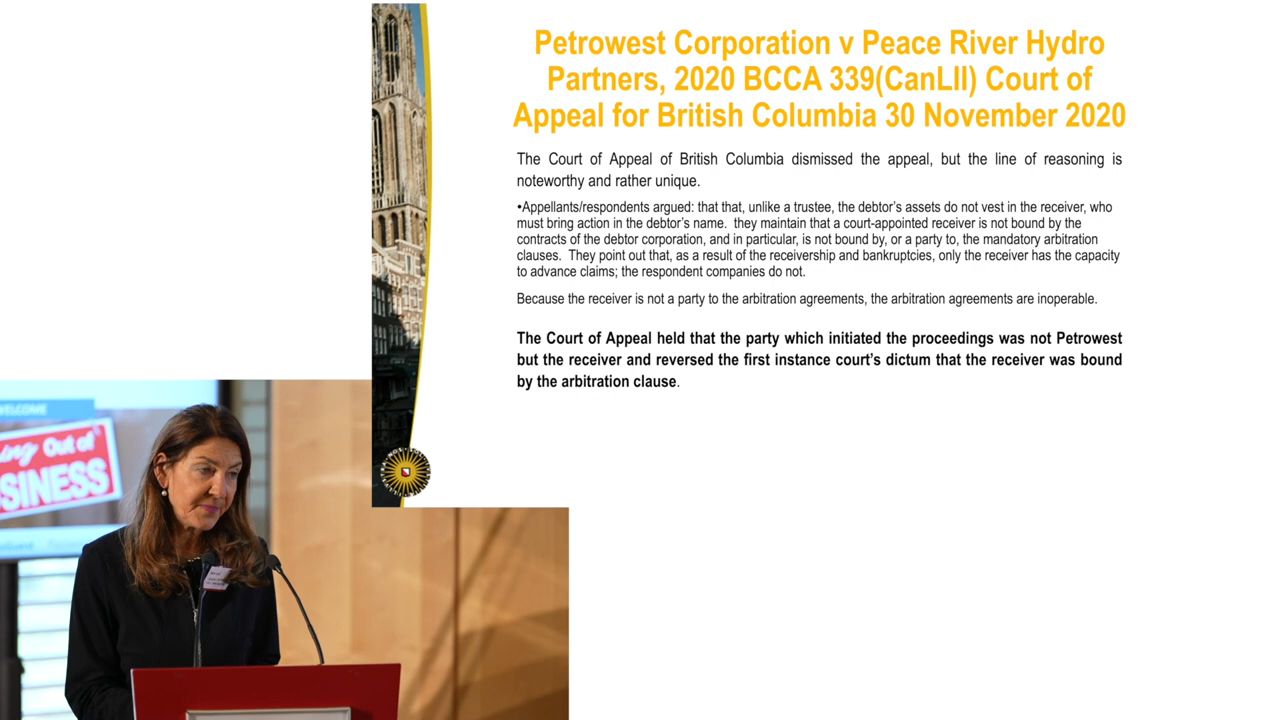 Petrowest Corporation v Peace River Hydro
Partners, 2020 BCCA 339(CanLII) Court of
Appeal for British Columbia 30 November 2020
The Court of Appeal of British Columbia dismissed the appeal, but the line of reasoning is
noteworthy and rather unique.
•Appellants/respondents argued: that that, unlike a trustee, the debtor's assets do not vest in the receiver, who
must bring action in the debtor's name.  they maintain that a court-appointed receiver is not bound by the
contracts of the debtor corporation, and in particular, is not bound by, or a party to, the mandatory arbitration
clauses.  They point out that, as a result of the receivership and bankruptcies, only the receiver has the capacity
to advance claims; the respondent companies do not.
Because the receiver is not a party to the arbitration agreements, the arbitration agreements are inoperable.
The Court of Appeal held that the party which initiated the proceedings was not Petrowest
but the receiver and reversed the first instance court's dictum that the receiver was bound
by the arbitration clause.
WELCOME
ing Out of
SINESS